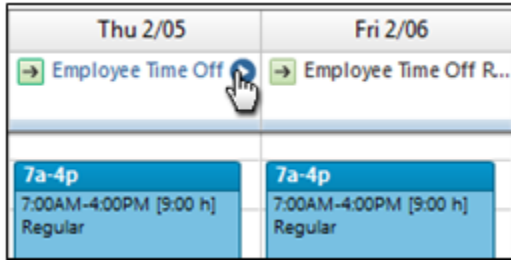 Thu 2/05
Fri 2/06
Employee Time Off
Employee Time Off R...
7a-4p
7a-4p
7:00AM-4:00PM [9:00 h]
7:00AM-4:00PM [9:00 h]
Regular
Regular